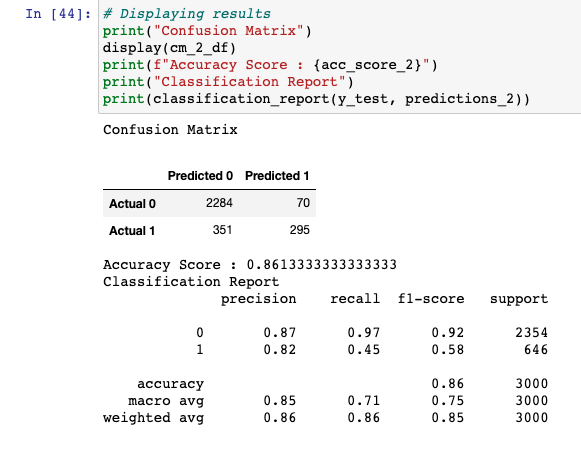 In [44]: # Displaying results
print("Confusion Matrix")
display(cm_2_df)
print(f"Accuracy Score : {acc_score_2}")
print("Classification Report")
print(classification_report(y_test, predictions_2))
Confusion Matrix
Predicted 0 Predicted 1
Actual 0 2284 70
Actual 1 351 295
Accuracy Score : 0.8613333333333333
Classification Report
precision recall f1-score support
0 0.87 0.97 0.92 2354
1 0.82 0.45 0.58 646
accuracy 0.86 3000
macro avg 0.85 0.71 0.75 3000
weighted avg 0.86 0.86 0.85 3000